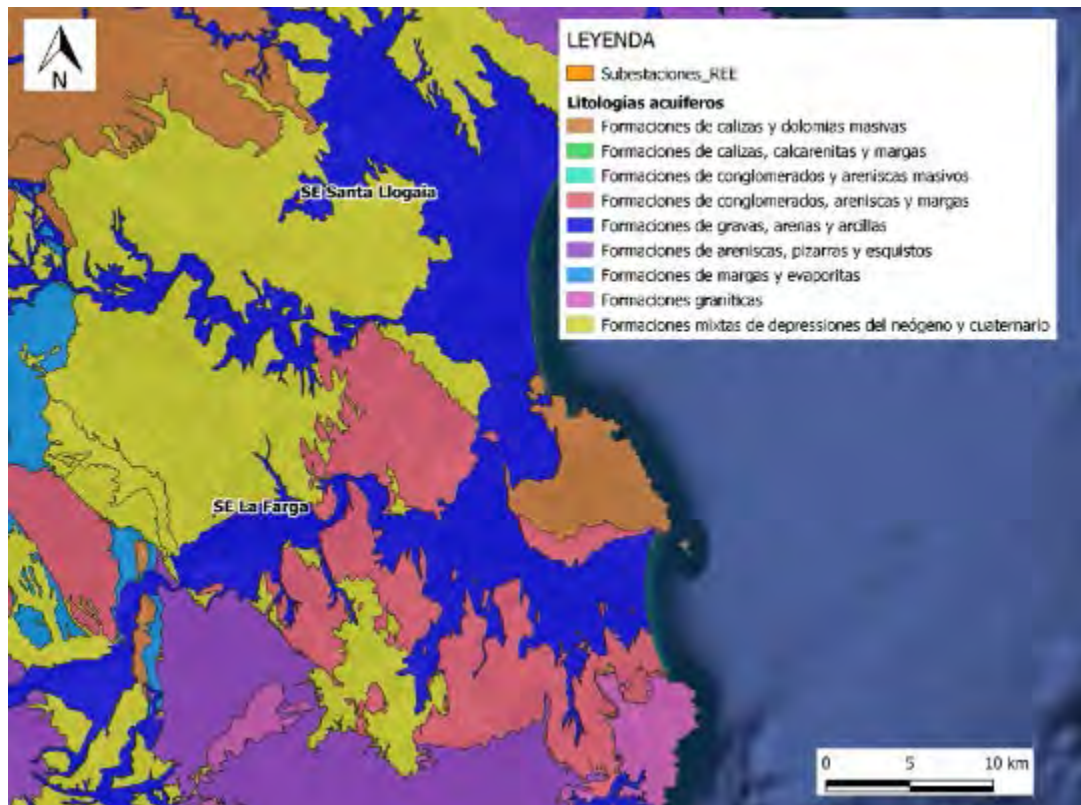 N
LEYENDA
Subestaciones_REE
Litologías acuíferos
Formaciones de calizas y dolomias masivas
Formaciones de calizas, calcarenitas y margas
Formaciones de conglomerados y areniscas masivos
Formaciones de conglomerados, areniscas y margas
Formaciones de gravas, arenas y arcillas
Formaciones de areniscas, pizarras y esquistos
Formaciones de margas y evaporitas
Formaciones graníticas
Formaciones mixtas de depressiones del neógeno y cuaternario
SE Santa Llogaia
SE La Farga
0 5 10 km